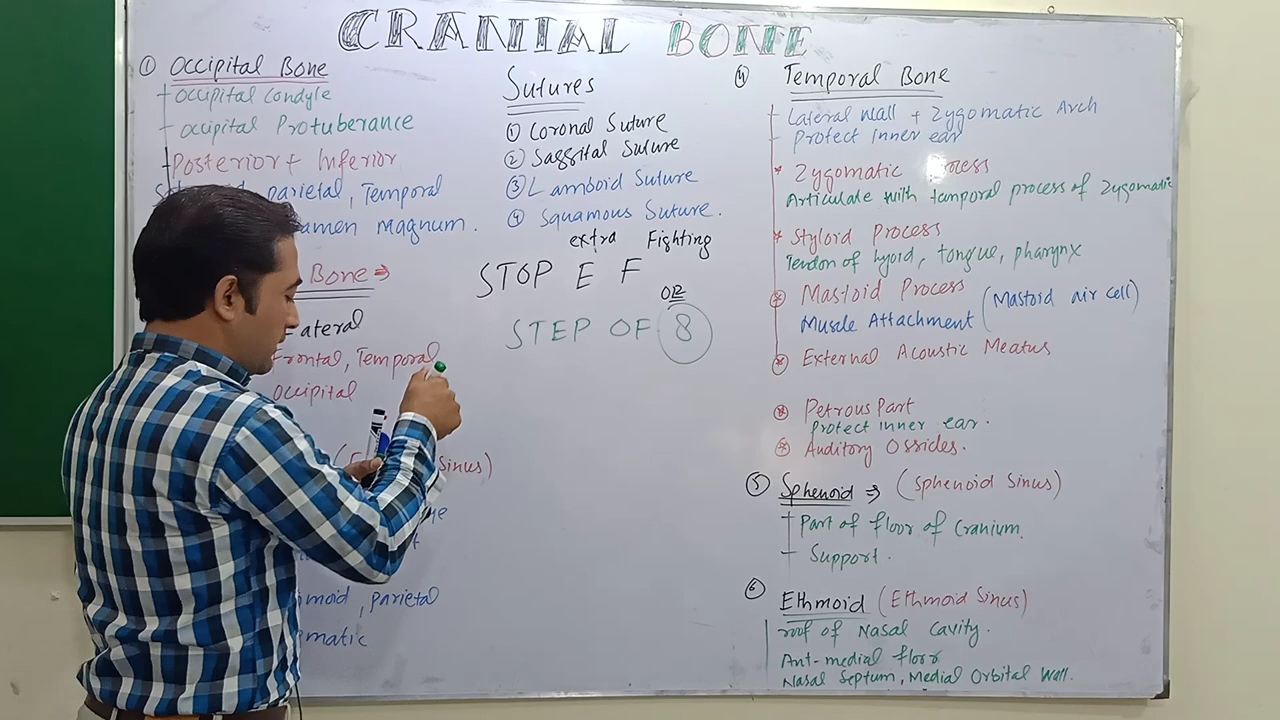 CRANIAL BONE
① Occipital Bone
Occipital Condyle
Occipital Protuberance
Posterior + Inferior
parietal, Temporal
amen magnum.
Bone ⇒
Lateral
Frontal, Temporal
Occipital
Sinus)
parietal
matic
Sutures
① Coronal Suture
② Saggital Suture
③ Lamboid Suture
④ Squamous Suture.
extra Fighting
STOP E F
OR
STEP OF 8
④ Temporal Bone
Lateral wall + Zygomatic Arch
Protect inner ear
* Zygomatic Process
Articulate with tamporal process of Zygomatic
* Styloid Process
Tendon of hyoid, tongue, pharynx
* Mastoid Process
Muscle Attachment (Mastoid air cell)
* External Acoustic Meatus
* Petrous Part
Protect inner ear.
* Auditory Ossicles.
⑤ Sphenoid ⇒ (Sphenoid Sinus)
Part of floor of Cranium.
Support.
⑥ Ethmoid (Ethmoid Sinus)
roof of Nasal Cavity.
Ant-medial floor
Nasal Septum, Medial Orbital Wall.